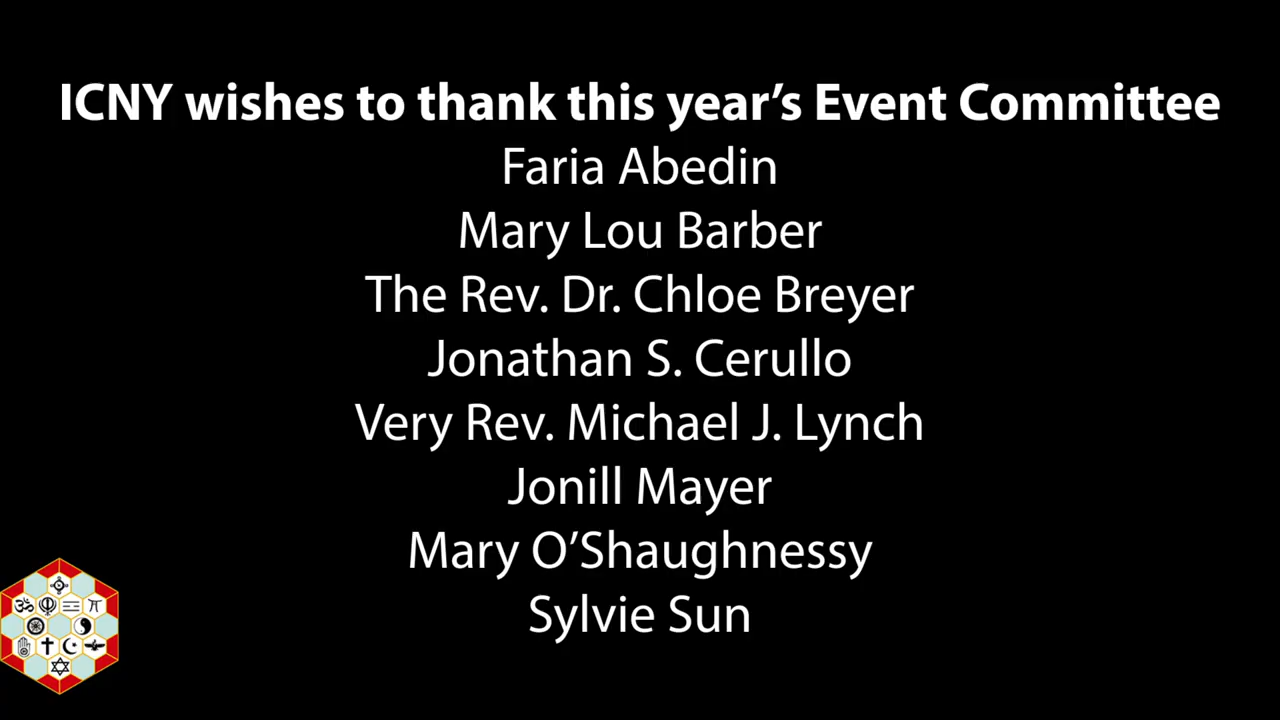 ICNY wishes to thank this year’s Event Committee
Faria Abedin
Mary Lou Barber
The Rev. Dr. Chloe Breyer
Jonathan S. Cerullo
Very Rev. Michael J. Lynch
Jonill Mayer
Mary O’Shaughnessy
Sylvie Sun